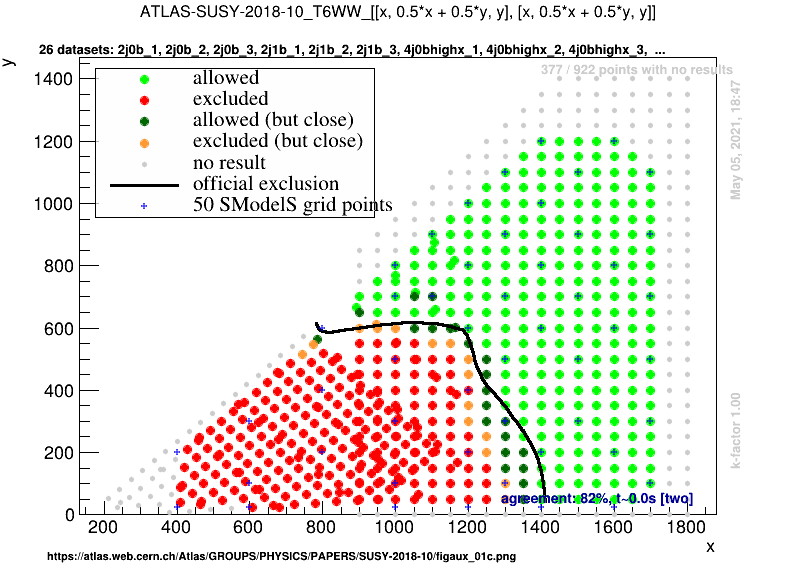 ATLAS-SUSY-2018-10_T6WW_[[x, 0.5*x + 0.5*y, y], [x, 0.5*x + 0.5*y, y]]
26 datasets: 2j0b_1, 2j0b_2, 2j0b_3, 2j1b_1, 2j1b_2, 2j1b_3, 4j0bhighx_1, 4j0bhighx_2, 4j0bhighx_3, ...
y
377 / 922 points with no results
allowed
excluded
allowed (but close)
excluded (but close)
no result
official exclusion
50 SModelS grid points
May 05, 2021, 18:47
k-factor 1.00
1400
1200
1000
800
600
400
200
0
agreement: 82%, t~0.0s [two]
200 400 600 800 1000 1200 1400 1600 1800
x
https://atlas.web.cern.ch/Atlas/GROUPS/PHYSICS/PAPERS/SUSY-2018-10/figaux_01c.png